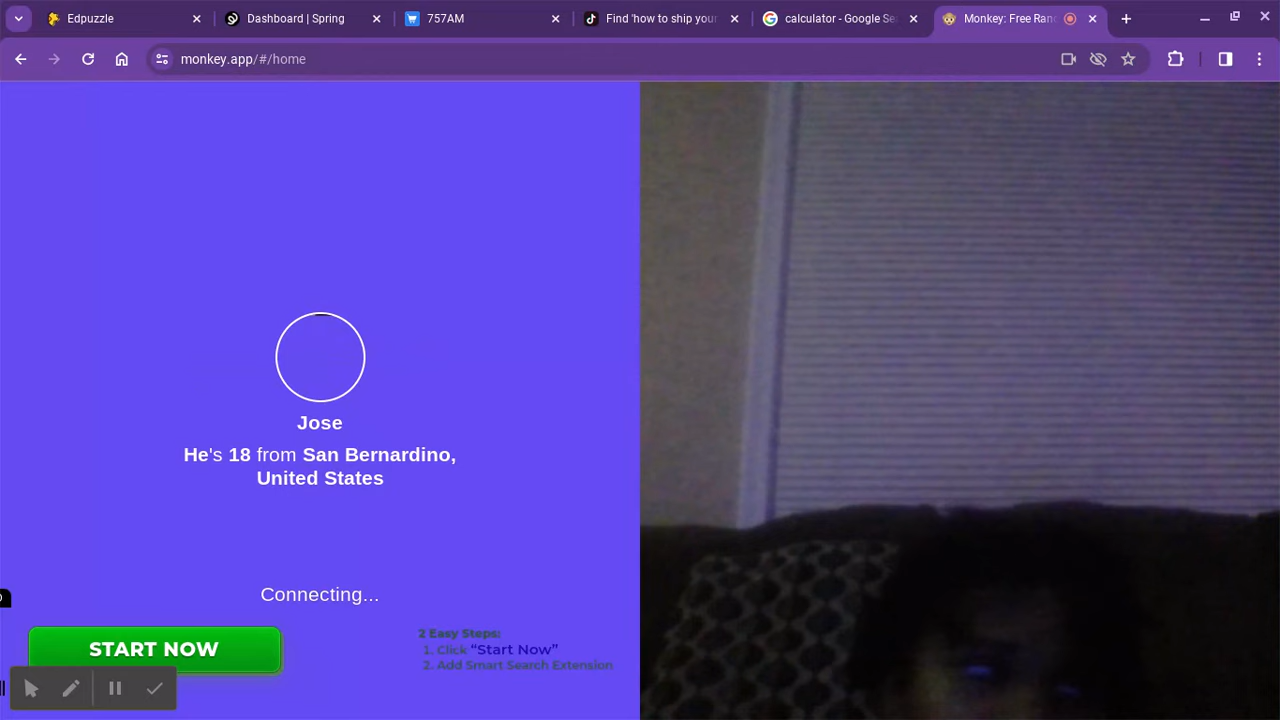 Edpuzzle
Dashboard | Spring
757AM
Find 'how to ship your
calculator - Google Se
Monkey: Free Ran
monkey.app/#/home
Jose
He's 18 from San Bernardino,
United States
Connecting...
START NOW
2 Easy Steps:
1. Click “Start Now”
2. Add Smart Search Extension